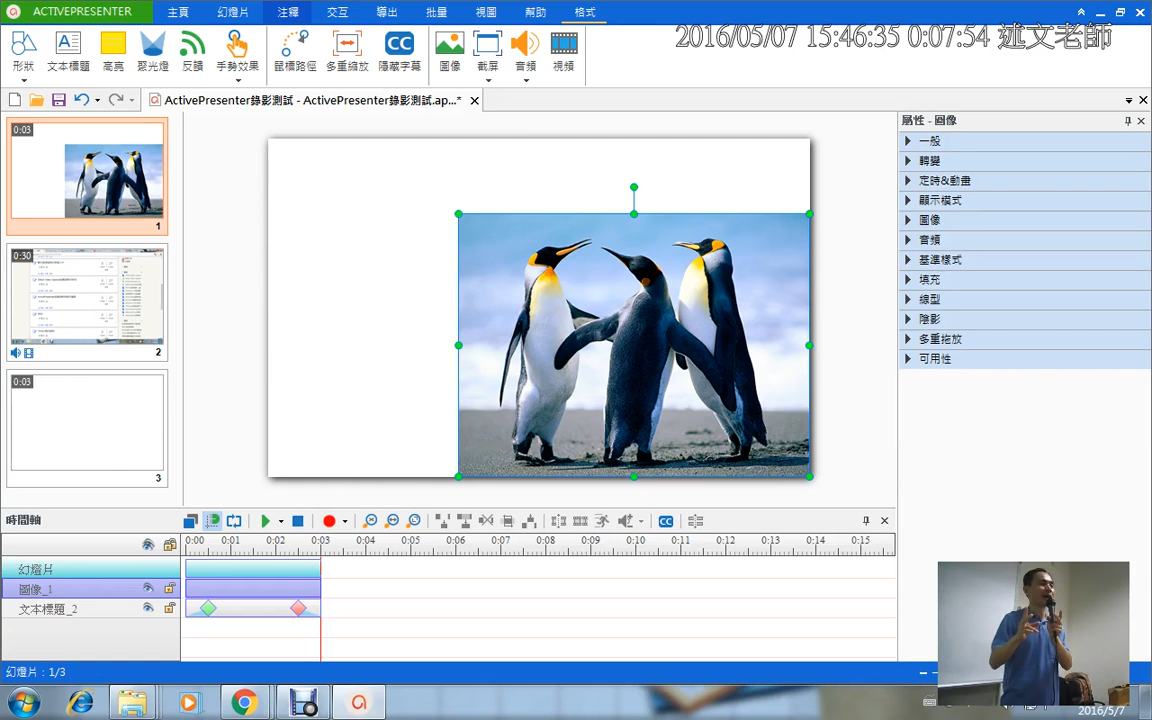 ACTIVEPRESENTER 主頁 幻燈片 注釋 交互 導出 批量 視圖 幫助 格式
2016/05/07 15:46:35 0:07:54 述文老師
形狀 文本標題 高亮 聚光燈 反饋 手勢效果 鼠標路徑 多重縮放 隱藏字幕 圖像 截屏 音頻 視頻
CC
ActivePresenter錄影測試 - ActivePresenter錄影測試.ap...*
屬性 - 圖像
一般
轉變
定時&動畫
顯示模式
圖像
音頻
基準樣式
填充
線型
陰影
多重拖放
可用性
0:03
1
0:30
2
0:03
3
時間軸
CC
0:00 0:01 0:02 0:03 0:04 0:05 0:06 0:07 0:08 0:09 0:10 0:11 0:12 0:13 0:14 0:15
幻燈片
圖像_1
文本標題_2
幻燈片：1/3
2016/5/7